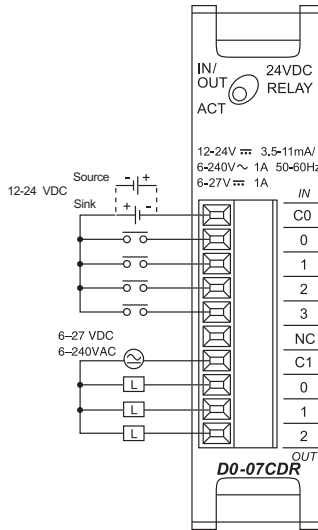 IN/
OUT
ACT
24VDC
RELAY
12-24V ⎓ 3.5-11mA/
6-240V∼ 1A 50-60Hz
6-27V ⎓ 1A
Source - +
12-24 VDC
Sink + -
IN
C0
0
1
2
3
NC
6–27 VDC
6–240VAC
C1
L 0
L 1
L 2
OUT
D0-07CDR